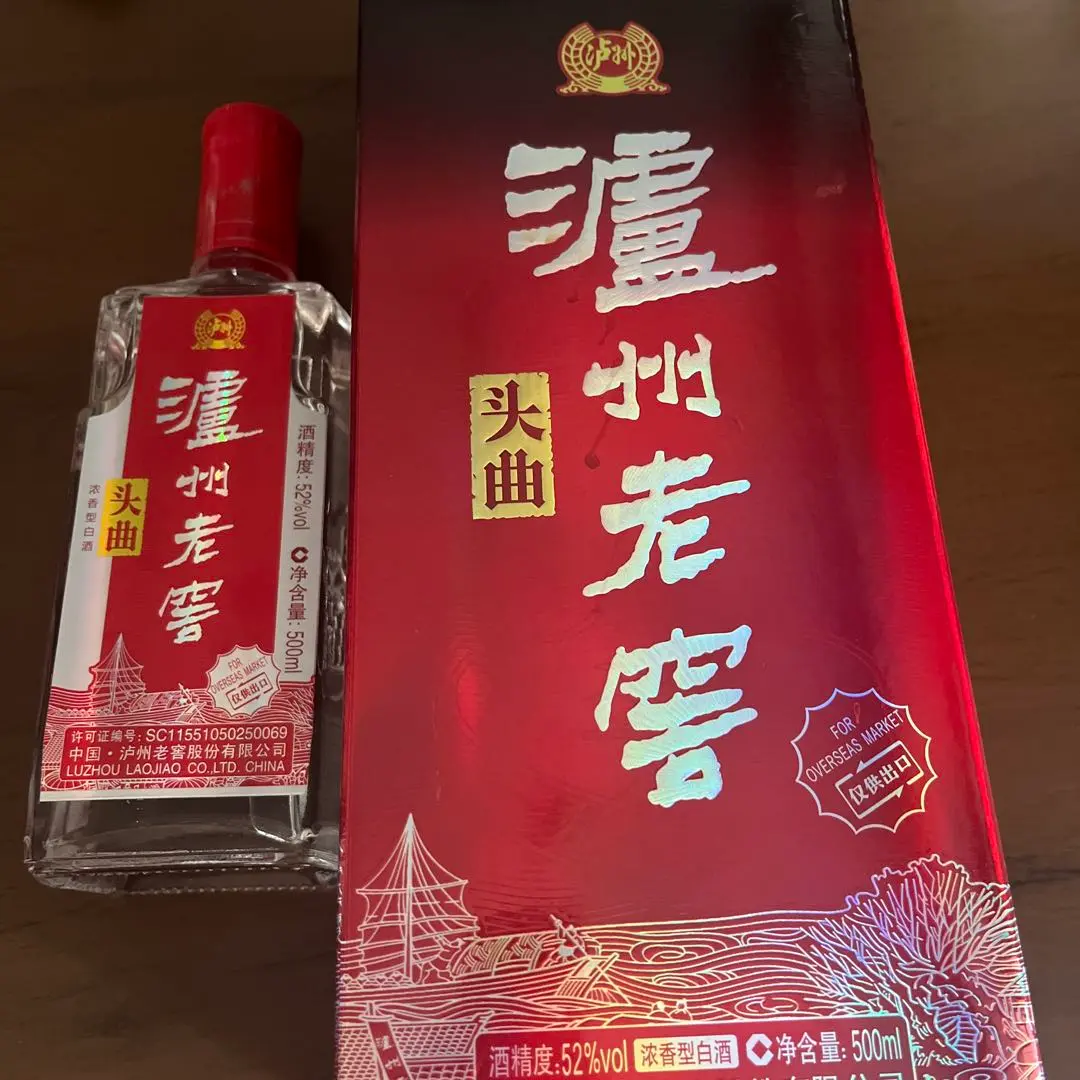 泸州
泸州老窖
头曲
浓香型白酒
酒精度:52%vol
净含量:500ml
FOR
OVERSEAS MARKET
仅供出口
许可证编号:SC11551050250069
中国·泸州老窖股份有限公司
LUZHOU LAOJIAO CO.,LTD. CHINA
泸州
瀘州老窖
头曲
FOR
OVERSEAS MARKET
仅供出口
酒精度:52%vol 浓香型白酒 净含量:500ml